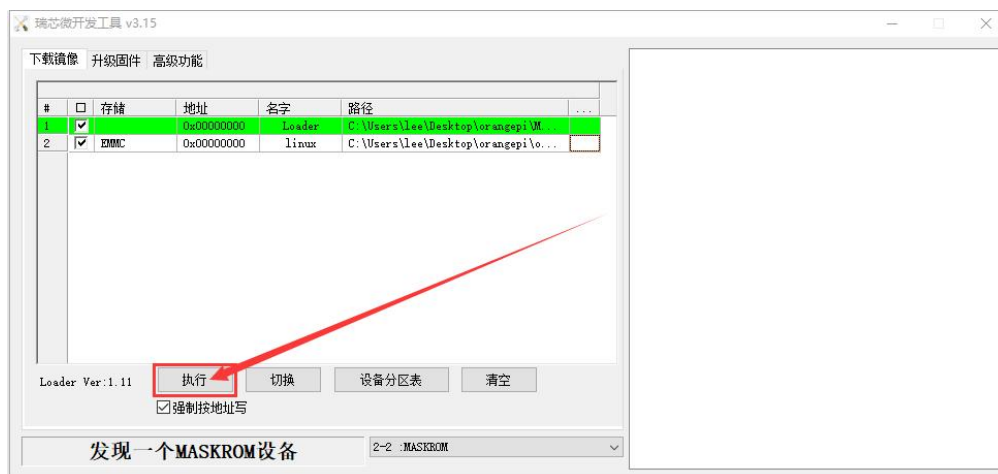 瑞芯微开发工具 v3.15
下载镜像 升级固件 高级功能
# 存储 地址 名字 路径 ...
1 0x00000000 Loader C:\Users\lee\Desktop\orangepi\M...
2 EMMC 0x00000000 linux C:\Users\lee\Desktop\orangepi\o...
Loader Ver:1.11 执行 切换 设备分区表 清空
强制按地址写
发现一个MASKROM设备 2-2 :MASKROM